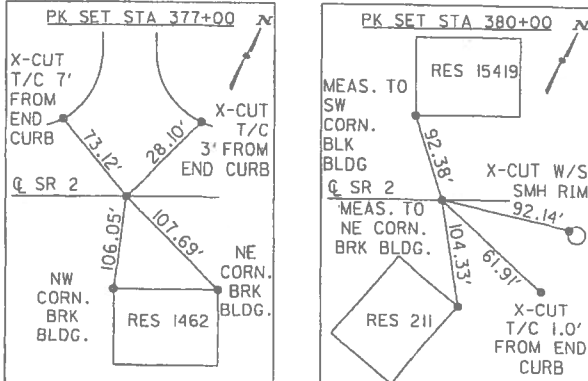 PK SET STA 377+00
N
X-CUT
T/C 7'
FROM
END
CURB
X-CUT
T/C
3' FROM
END CURB
73.12'
28.10'
℄ SR 2
106.05'
107.69'
NW
CORN.
BRK
BLDG.
NE
CORN.
BRK
BLDG.
RES 1462
PK SET STA 380+00
N
RES 15419
MEAS. TO
SW
CORN.
BLK
BLDG
92.38'
X-CUT W/S
SMH RIM
℄ SR 2
92.14'
MEAS. TO
NE CORN.
BRK BLDG.
104.33'
61.91'
RES 211
X-CUT
T/C 1.0'
FROM END
CURB